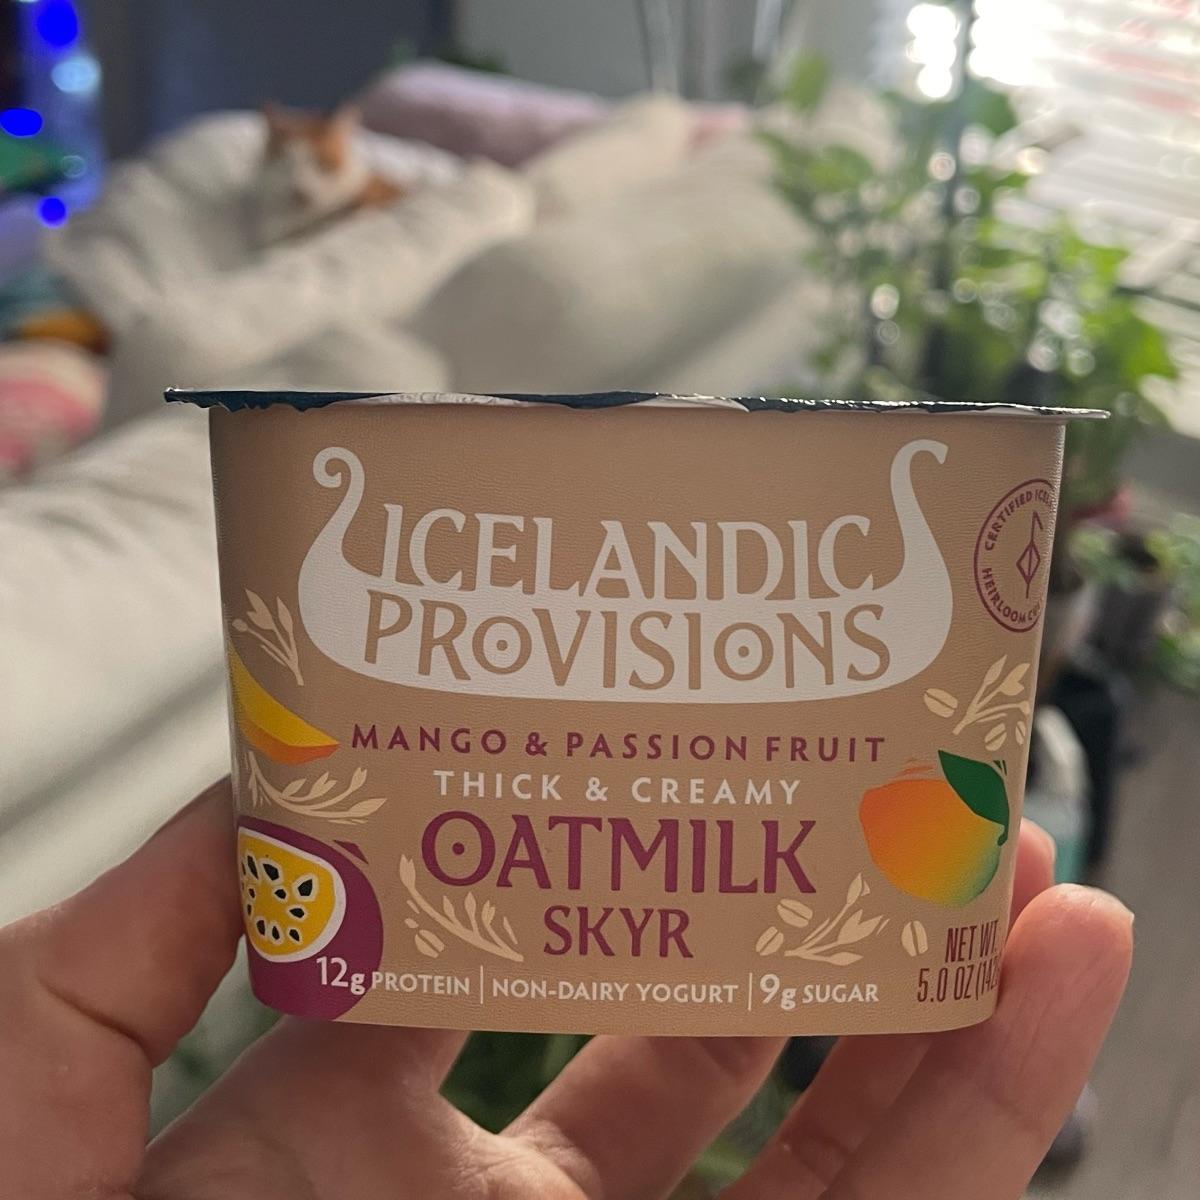 ICELANDIC
PROVISIONS
CERTIFIED
HEIRLOOM
MANGO & PASSION FRUIT
THICK & CREAMY
OATMILK
SKYR
12g PROTEIN | NON-DAIRY YOGURT | 9g SUGAR
NET WT.
5.0 OZ